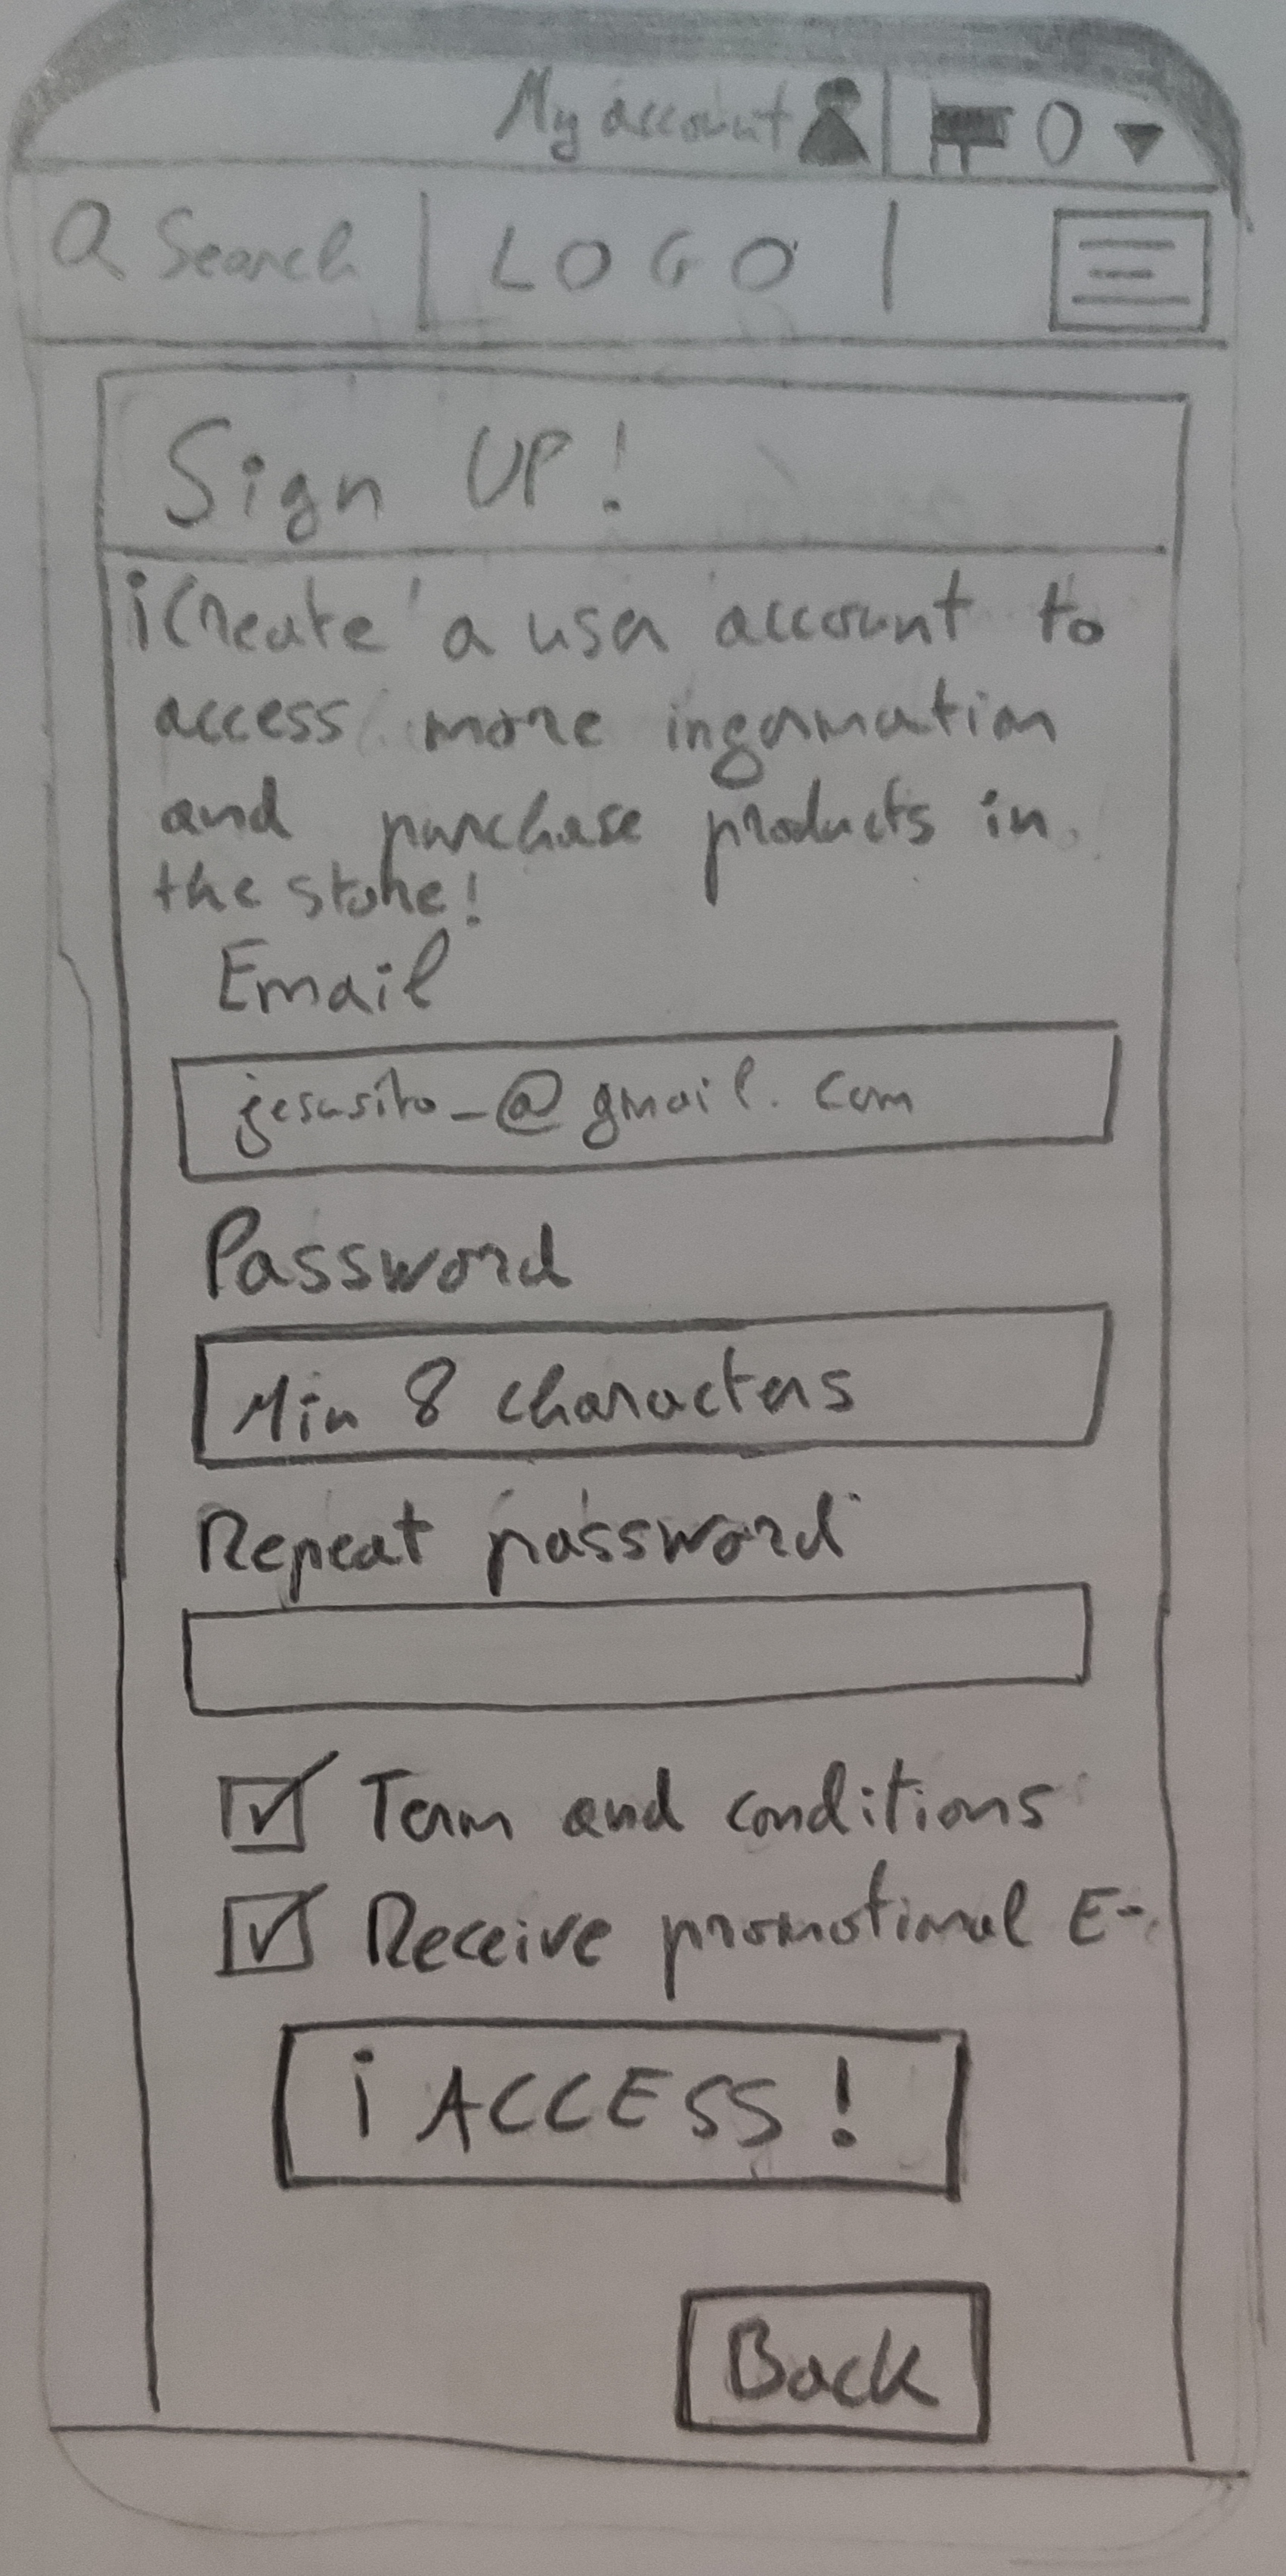 My account 0
Search | LOGO |
Sign UP!
¡Create a user account to
access more ingormation
and purchase products in
the store!
Email
jesusito_@gmail.com
Password
Min 8 characters
Repeat password
Term and conditions
Receive promotional E-
¡ACCESS!
Back